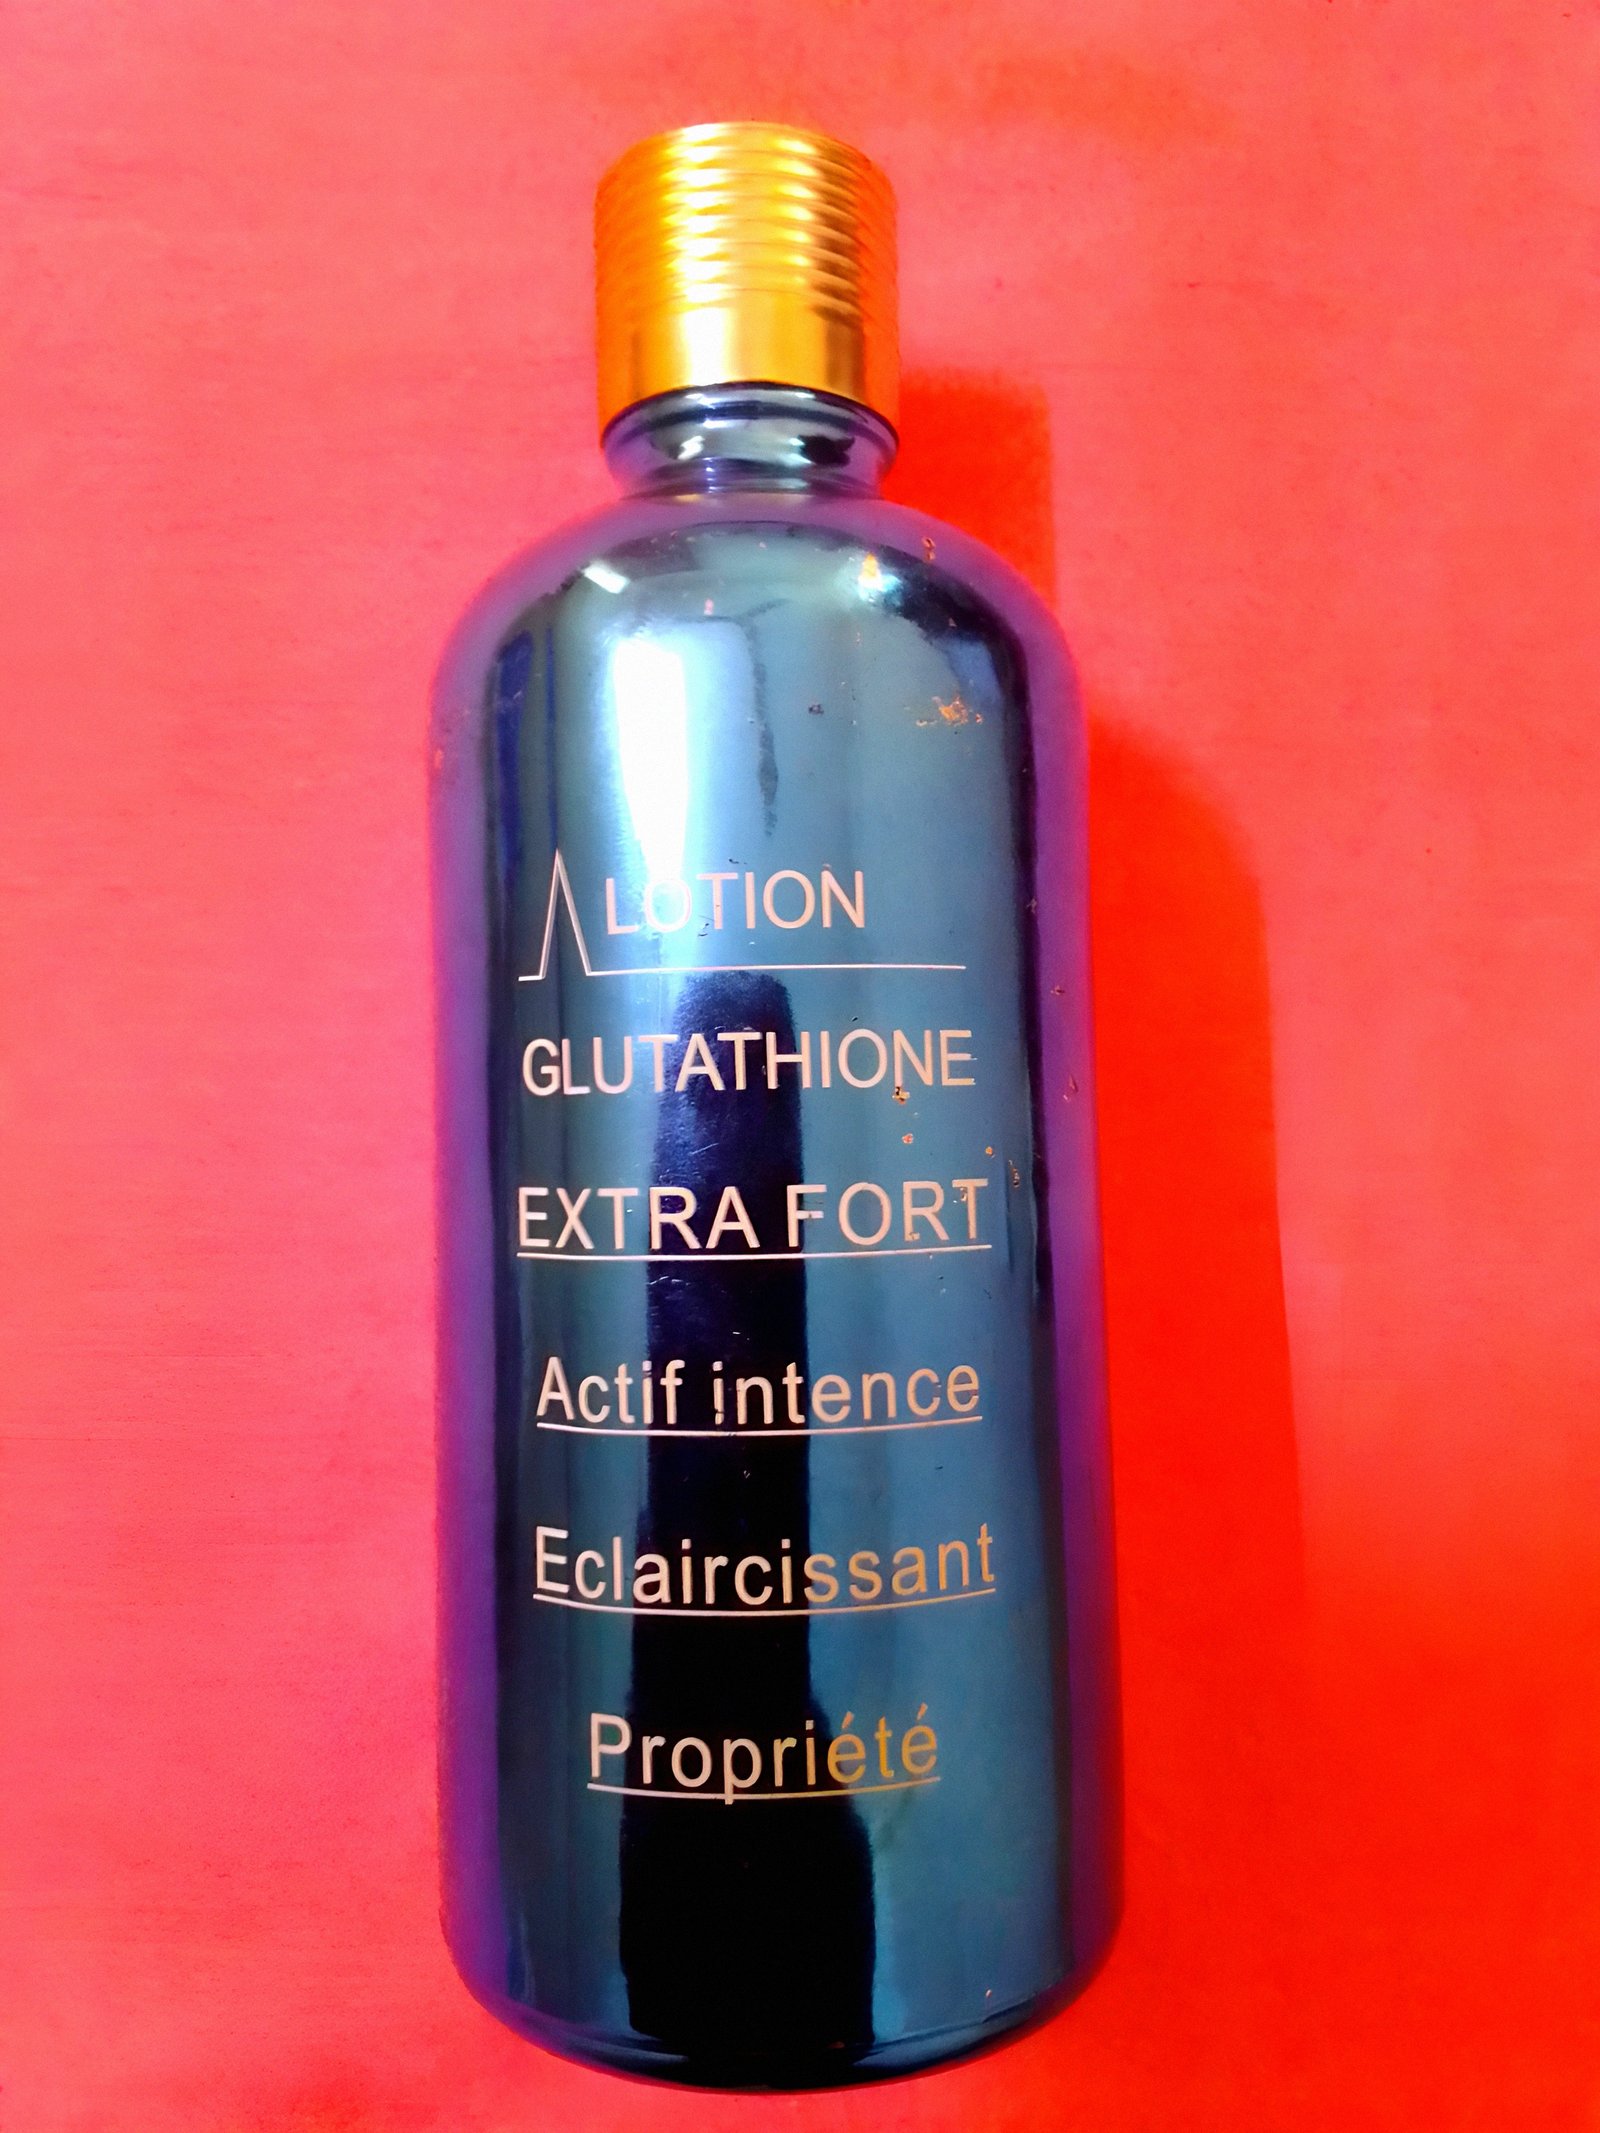 LOTION
GLUTATHIONE
EXTRA FORT
Actif intence
Eclaircissant
Propriété